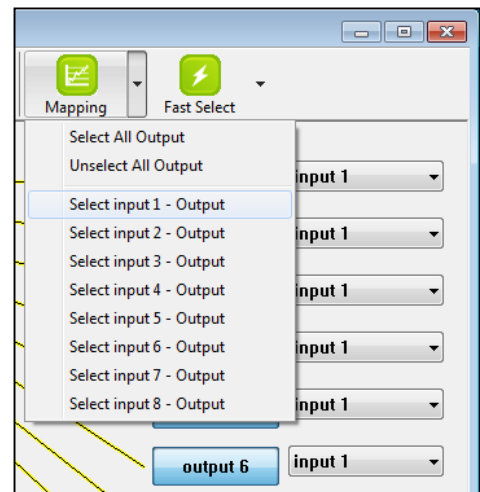 Mapping
Fast Select
Select All Output
Unselect All Output
Select input 1 - Output
Select input 2 - Output
Select input 3 - Output
Select input 4 - Output
Select input 5 - Output
Select input 6 - Output
Select input 7 - Output
Select input 8 - Output
input 1
input 1
input 1
input 1
input 1
output 6 input 1